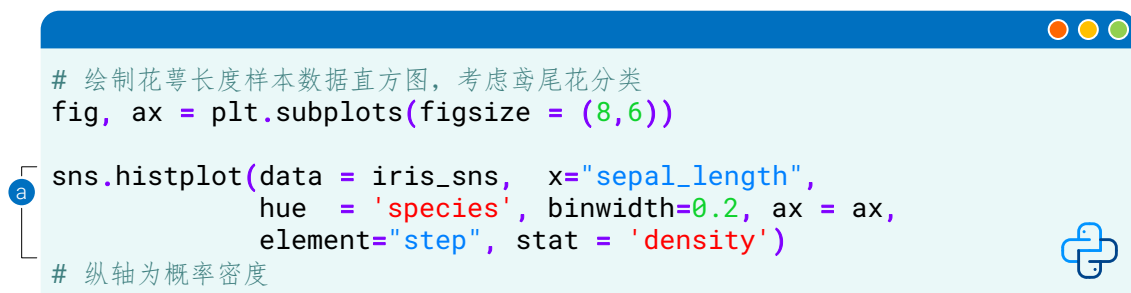 # 绘制花萼长度样本数据直方图，考虑鸢尾花分类
fig, ax = plt.subplots(figsize = (8,6))
a
sns.histplot(data = iris_sns,  x="sepal_length",
             hue  = 'species', binwidth=0.2, ax = ax,
             element="step", stat = 'density')
# 纵轴为概率密度